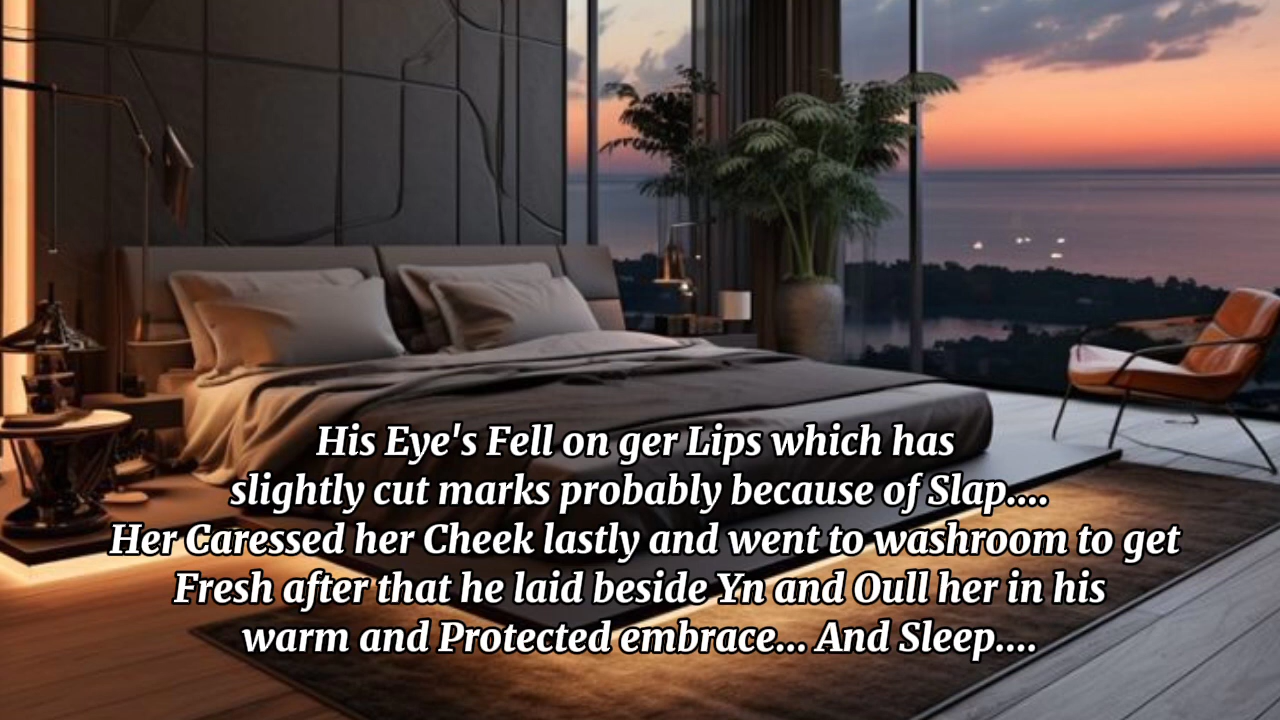 His Eye's Fell on ger Lips which has
slightly cut marks probably because of Slap....
Her Caressed her Cheek lastly and went to washroom to get
Fresh after that he laid beside Yn and Oull her in his
warm and Protected embrace... And Sleep....